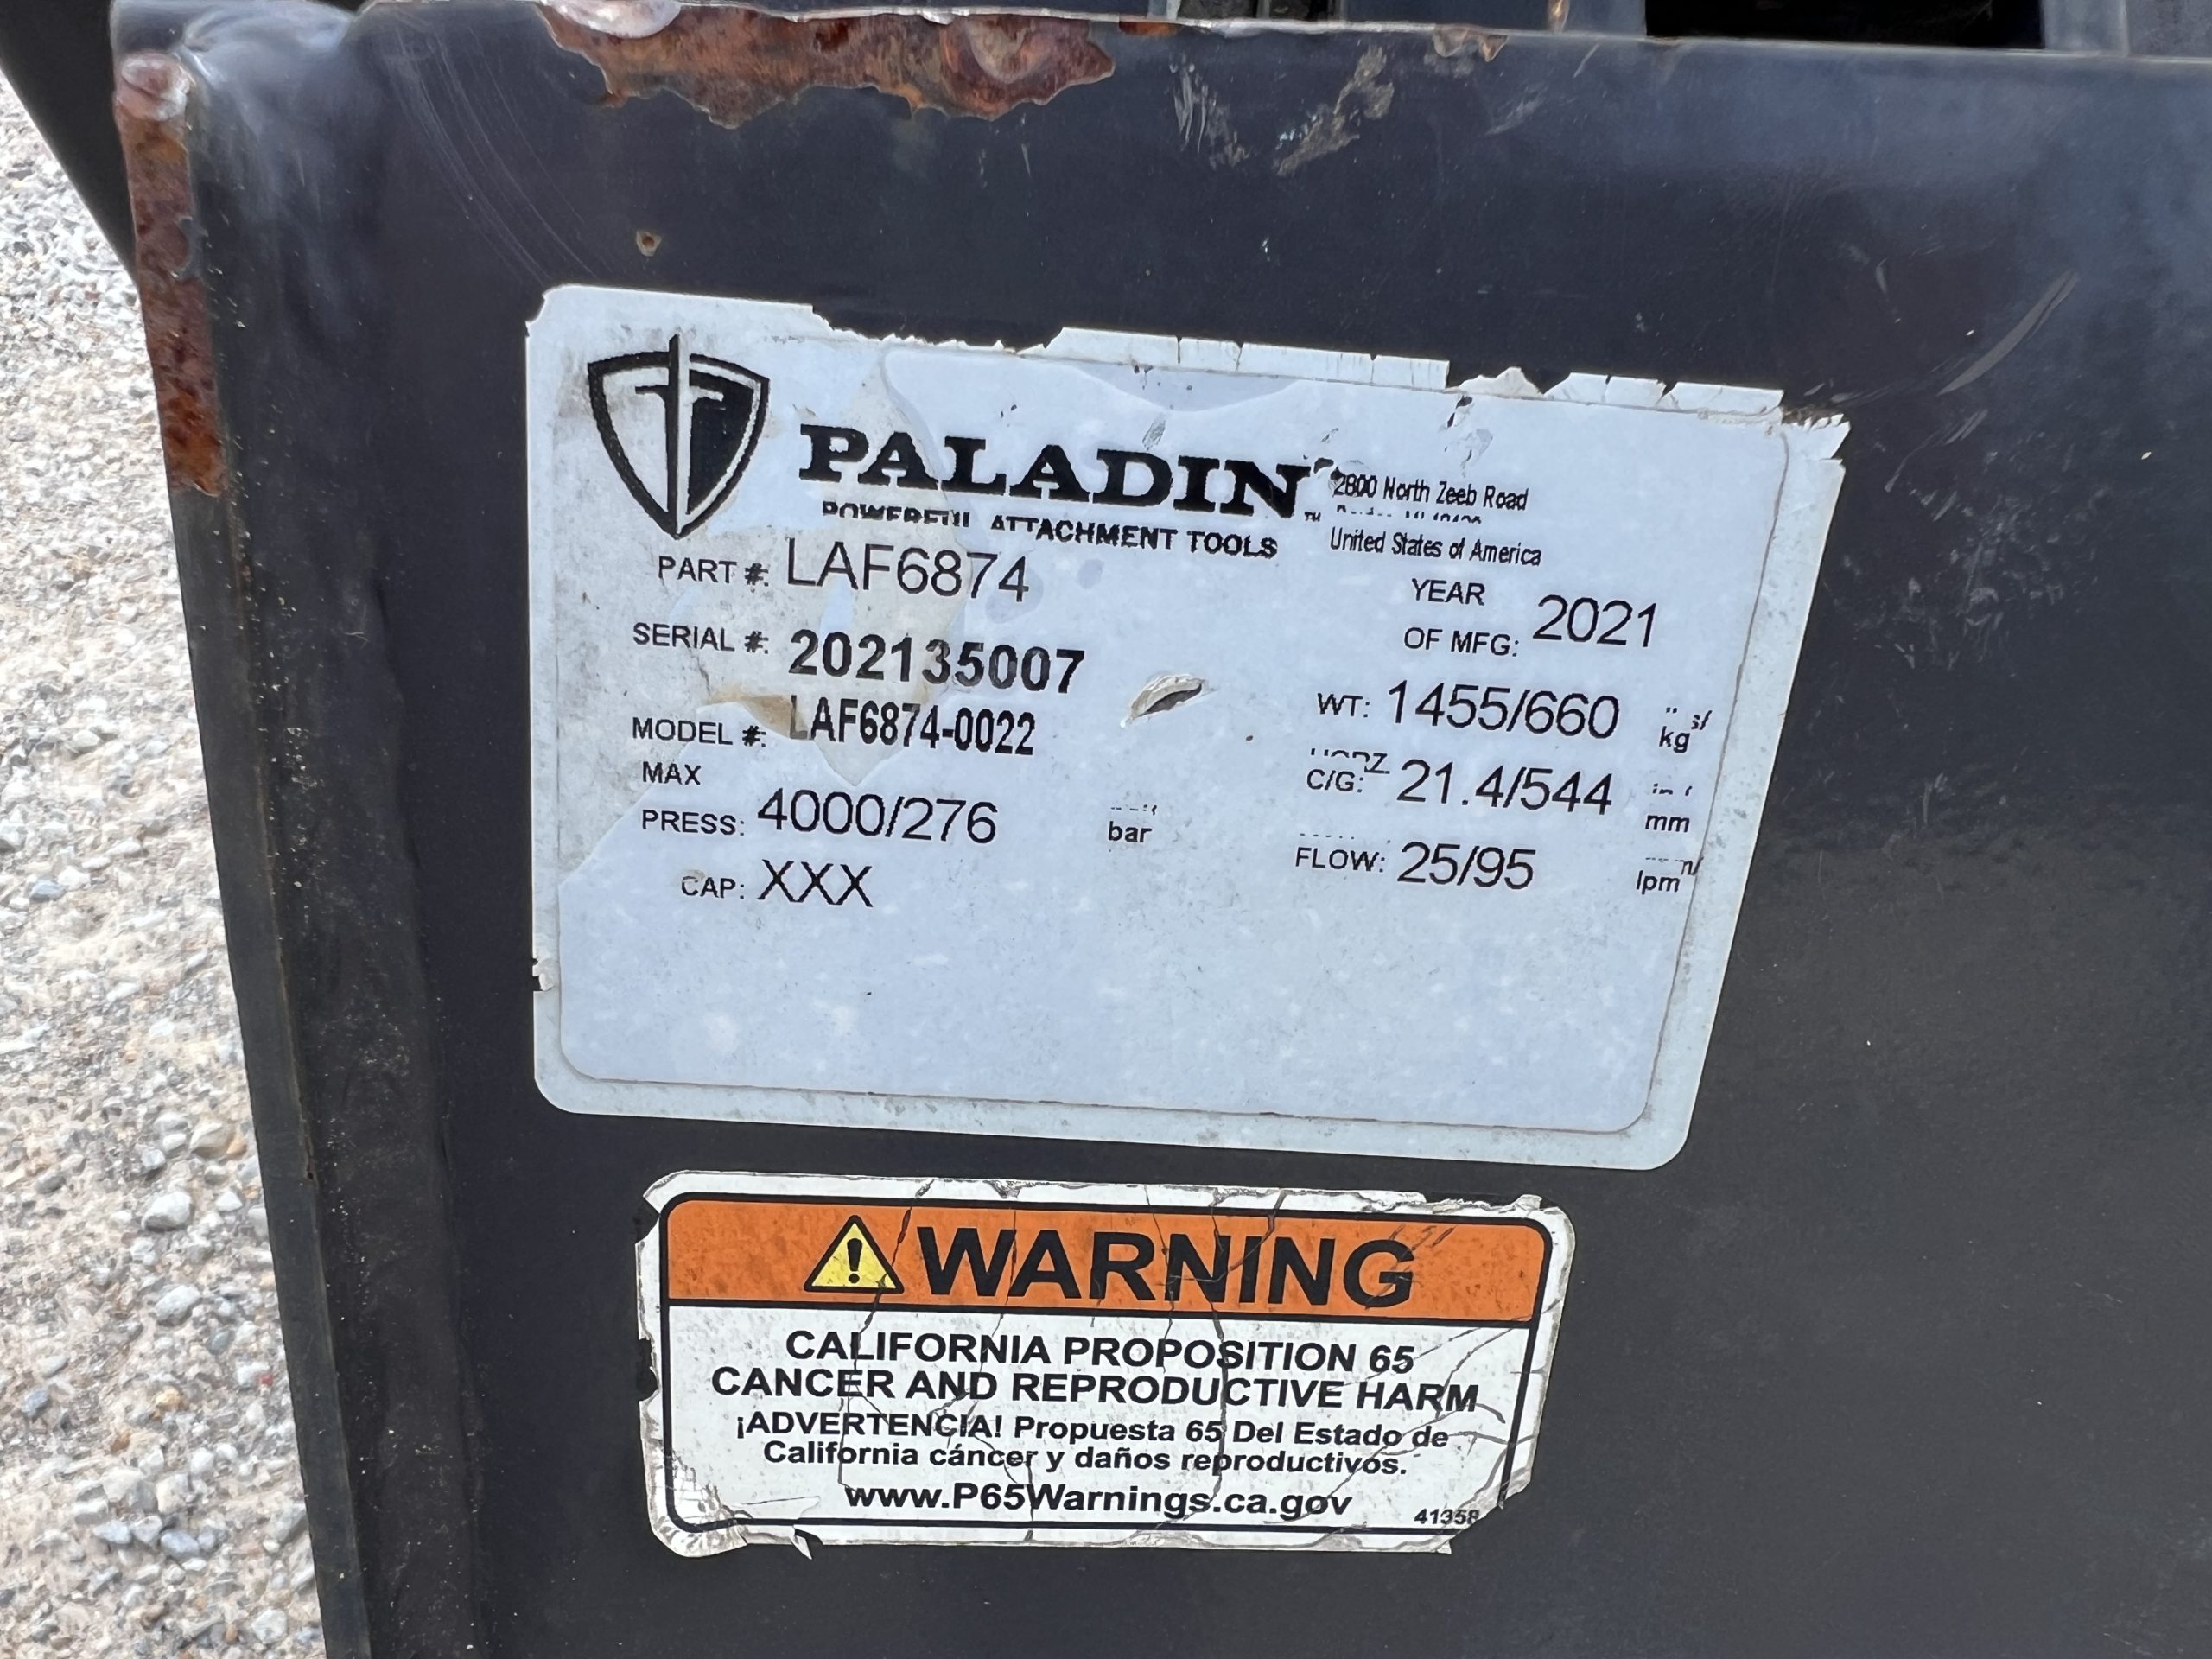 PALADIN
POWERFUL ATTACHMENT TOOLS ™
2800 North Zeeb Road
United States of America
PART #: LAF6874
YEAR
OF MFG: 2021
SERIAL #: 202135007
WT: 1455/660 kg
MODEL #: LAF6874-0022
C/G: 21.4/544 mm
MAX
PRESS: 4000/276 bar
FLOW: 25/95 lpm
CAP: XXX
WARNING
CALIFORNIA PROPOSITION 65
CANCER AND REPRODUCTIVE HARM
¡ADVERTENCIA! Propuesta 65 Del Estado de
California cáncer y daños reproductivos.
www.P65Warnings.ca.gov